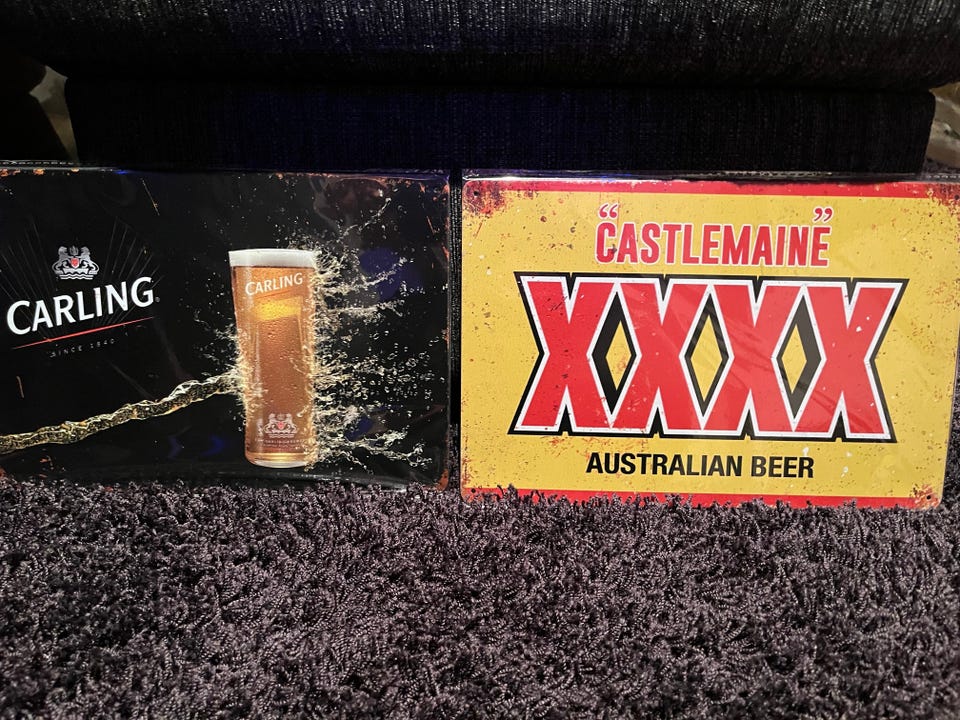 CARLING
SINCE 1840
CARLING
“CASTLEMAINE”
XXXX
AUSTRALIAN BEER